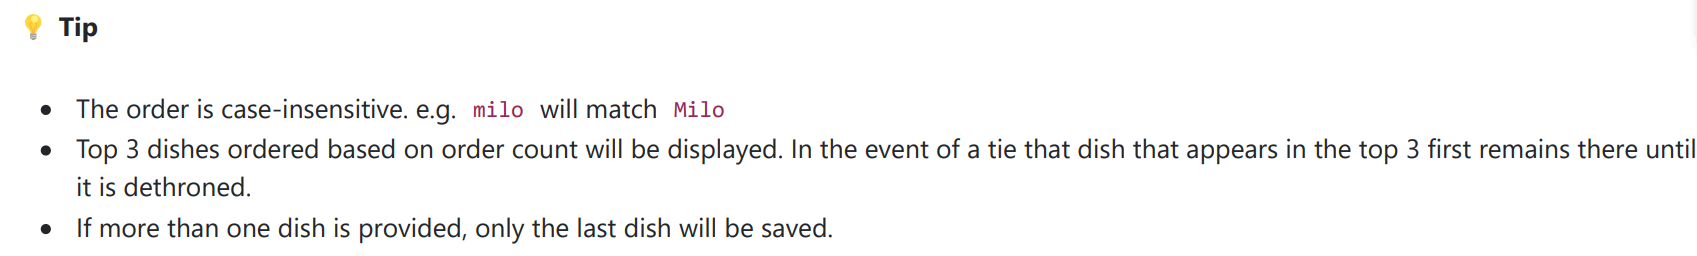 💡 Tip
• The order is case-insensitive. e.g. milo will match Milo
• Top 3 dishes ordered based on order count will be displayed. In the event of a tie that dish that appears in the top 3 first remains there until
it is dethroned.
• If more than one dish is provided, only the last dish will be saved.